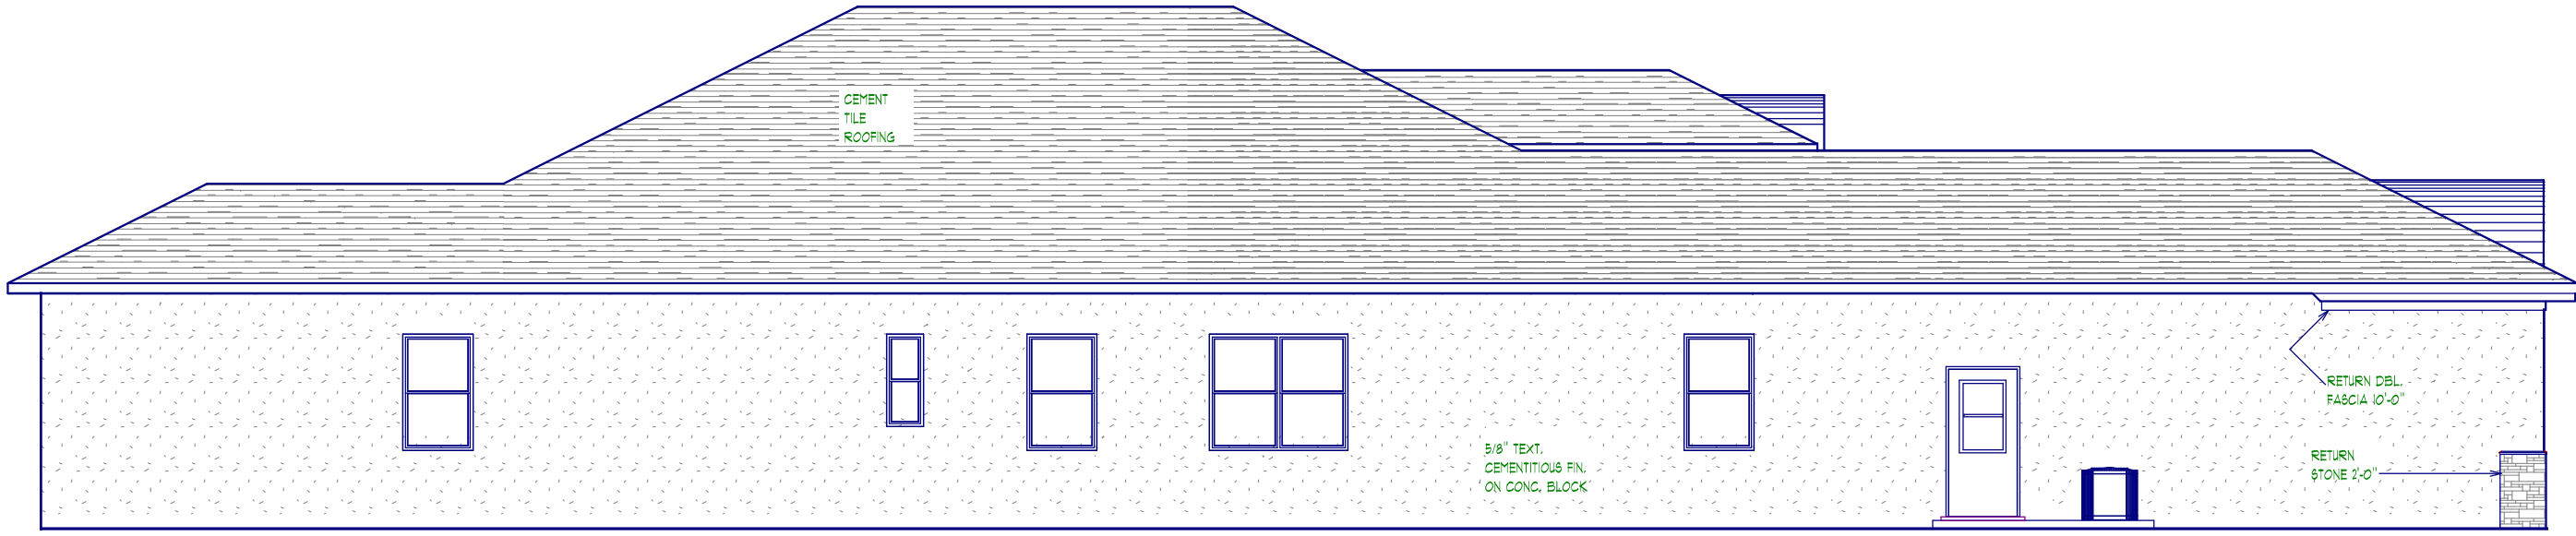 CEMENT
TILE
ROOFING
RETURN DBL.
FASCIA 10'-0"
5/8" TEXT.
CEMENTITIOUS FIN.
ON CONC. BLOCK
RETURN
STONE 2'-0"